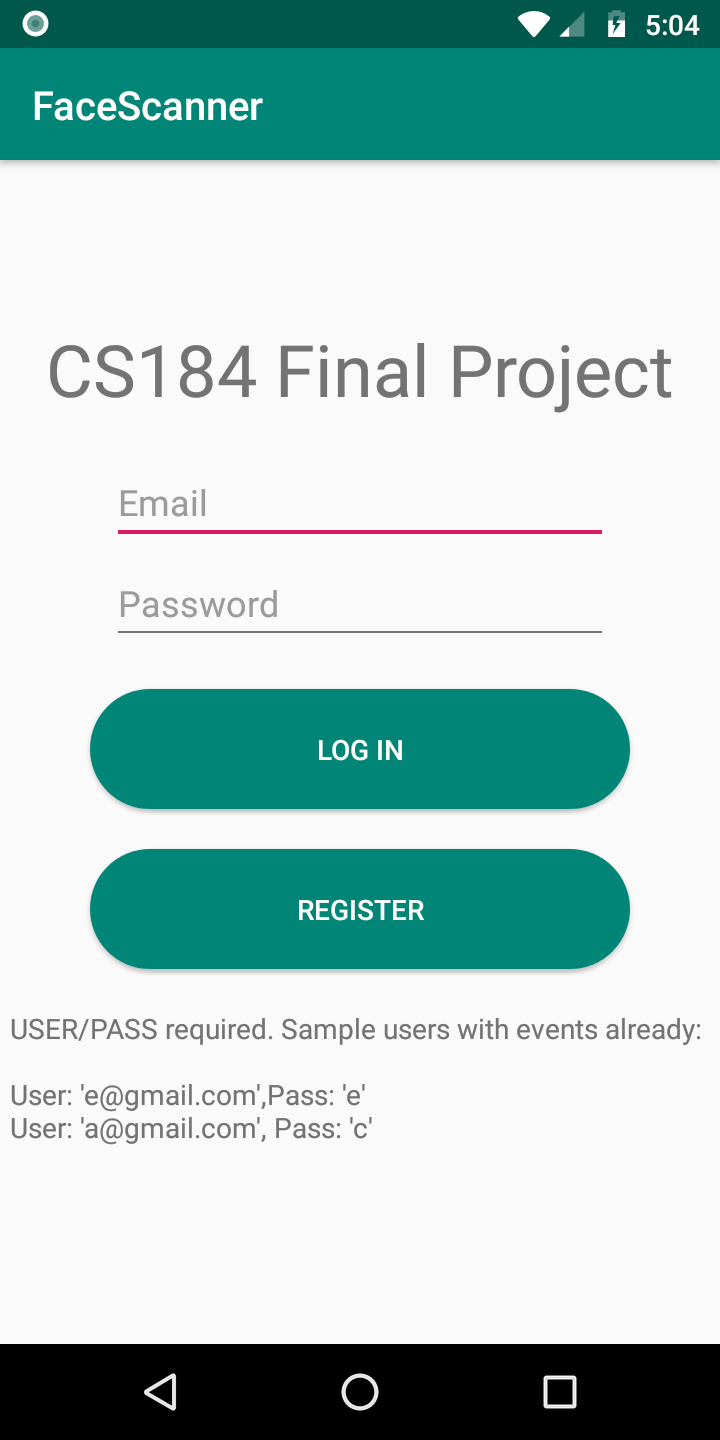 5:04
FaceScanner
CS184 Final Project
Email
Password
LOG IN
REGISTER
USER/PASS required. Sample users with events already:
User: 'e@gmail.com',Pass: 'e'
User: 'a@gmail.com', Pass: 'c'